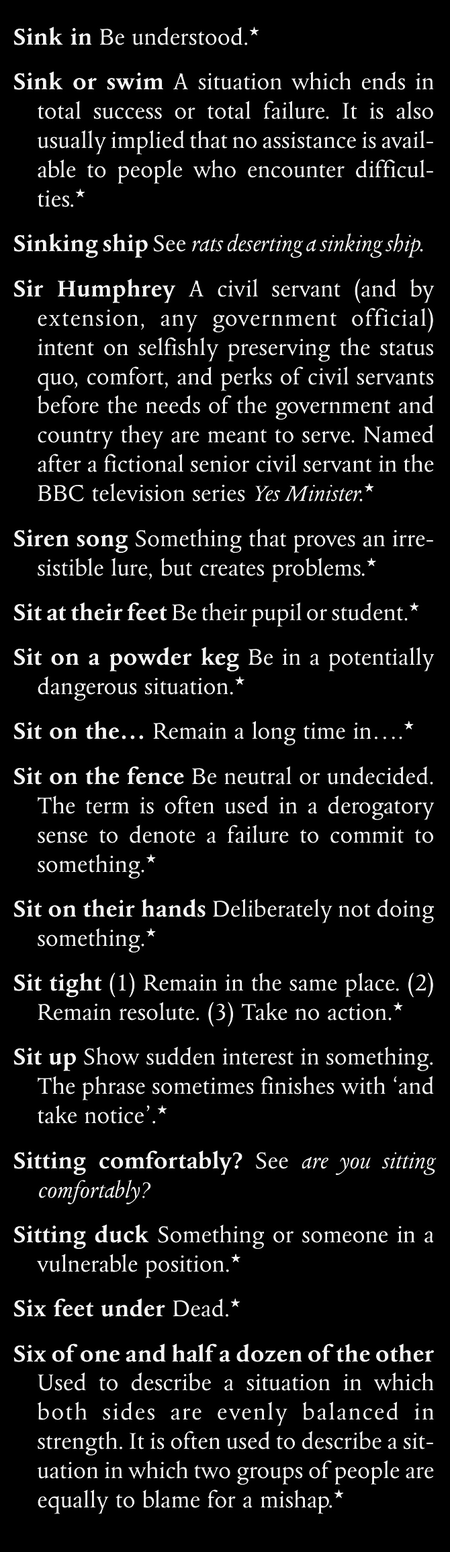 Sink in Be understood.★
Sink or swim A situation which ends in
total success or total failure. It is also
usually implied that no assistance is avail-
able to people who encounter difficul-
ties.★
Sinking ship See rats deserting a sinking ship.
Sir Humphrey A civil servant (and by
extension, any government official)
intent on selfishly preserving the status
quo, comfort, and perks of civil servants
before the needs of the government and
country they are meant to serve. Named
after a fictional senior civil servant in the
BBC television series Yes Minister.★
Siren song Something that proves an irre-
sistible lure, but creates problems.★
Sit at their feet Be their pupil or student.★
Sit on a powder keg Be in a potentially
dangerous situation.★
Sit on the… Remain a long time in….★
Sit on the fence Be neutral or undecided.
The term is often used in a derogatory
sense to denote a failure to commit to
something.★
Sit on their hands Deliberately not doing
something.★
Sit tight (1) Remain in the same place. (2)
Remain resolute. (3) Take no action.★
Sit up Show sudden interest in something.
The phrase sometimes finishes with ‘and
take notice’.★
Sitting comfortably? See are you sitting
comfortably?
Sitting duck Something or someone in a
vulnerable position.★
Six feet under Dead.★
Six of one and half a dozen of the other
Used to describe a situation in which
both sides are evenly balanced in
strength. It is often used to describe a sit-
uation in which two groups of people are
equally to blame for a mishap.★